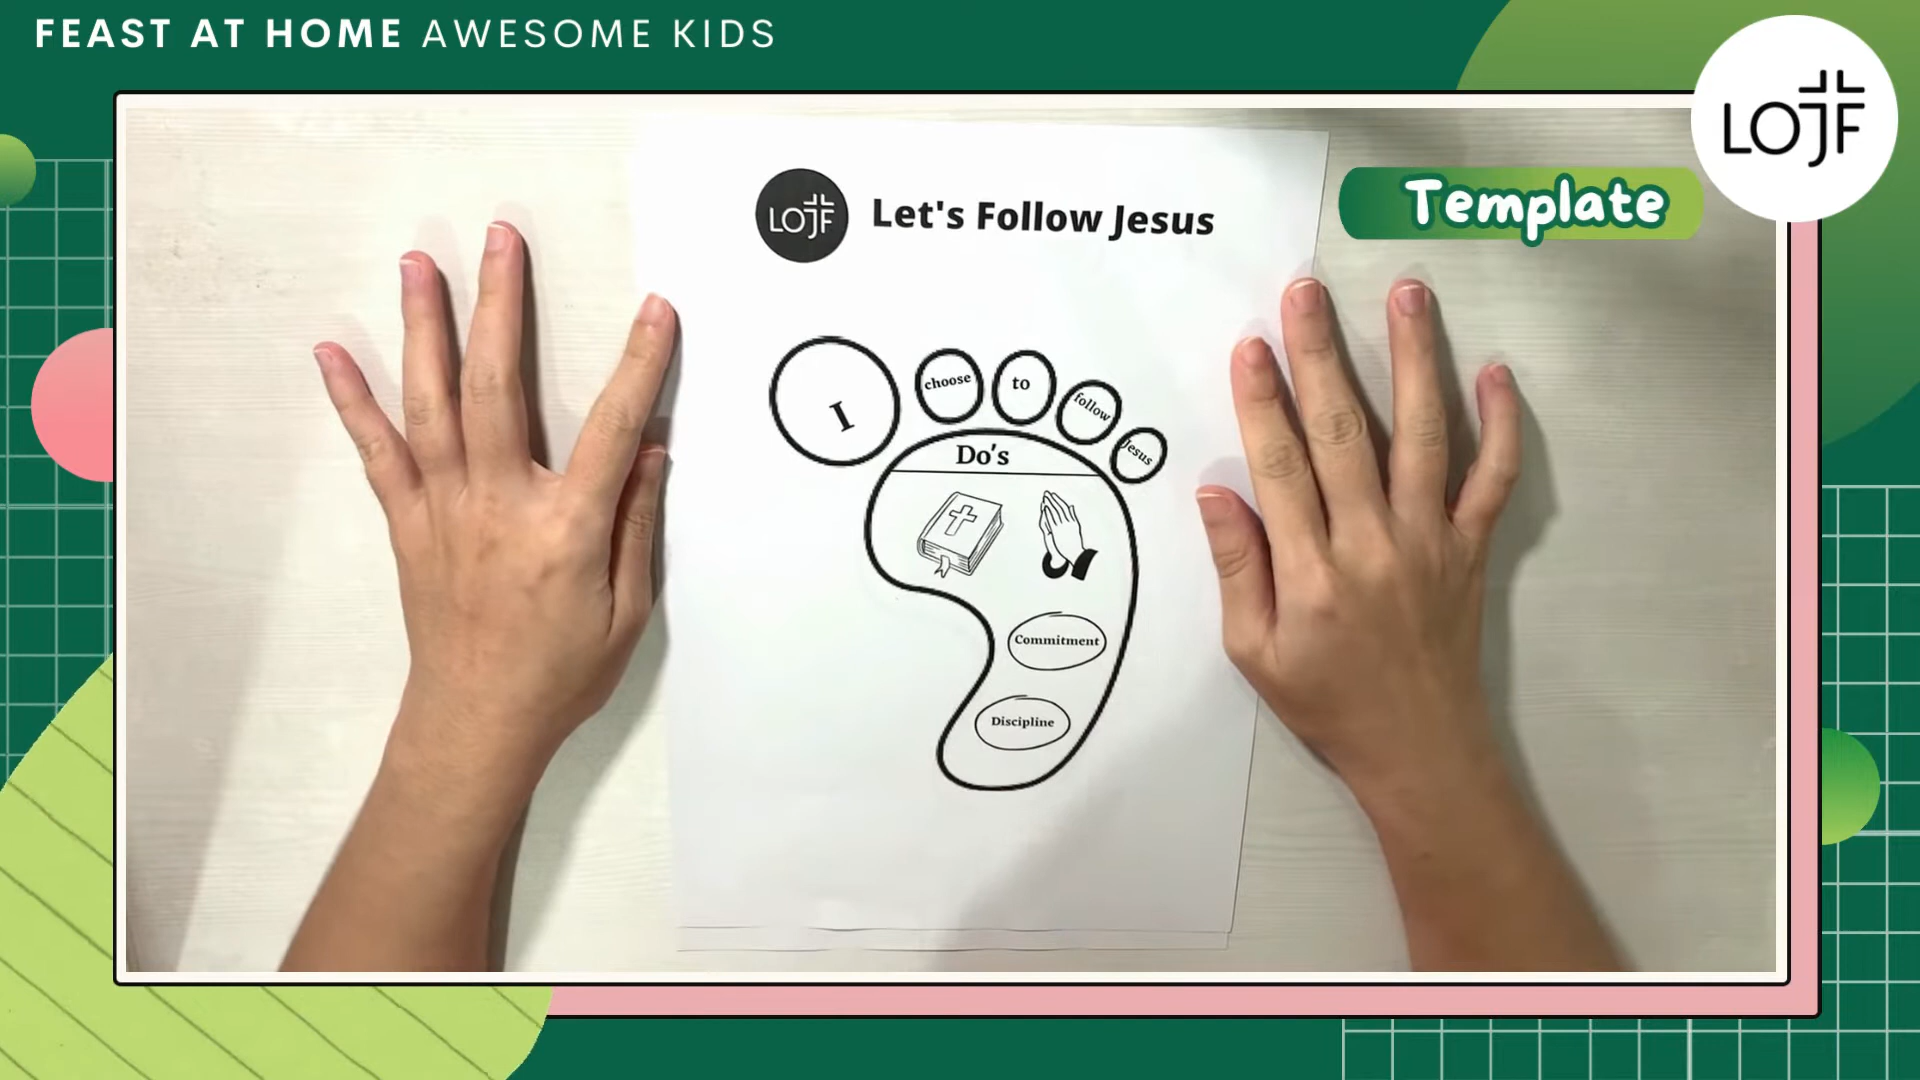 FEAST AT HOME AWESOME KIDS
LOJF
Template
LOJF
Let's Follow Jesus
I
choose
to
follow
Jesus
Do's
Commitment
Discipline